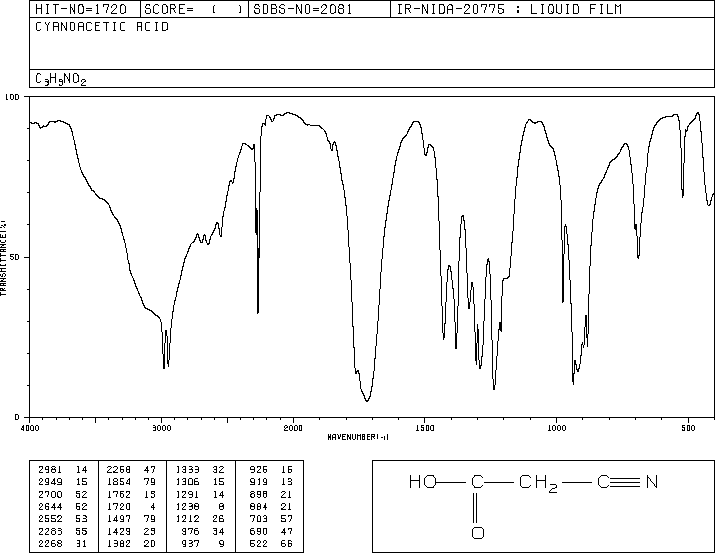 HIT-NO=1720 SCORE= ( ) SDBS-NO=2081 IR-NIDA-20775 : LIQUID FILM
CYANOACETIC ACID
C3H3NO2
100
TRANSMITTANCE(%)
50
0
4000 3000 2000 1500 1000 500
WAVENUMBER(-1)
2981 14 2258 47 1333 32 926 16
2949 15 1854 79 1306 15 919 13
2700 52 1762 13 1291 14 898 21
2644 52 1720 4 1238 8 884 21
2552 53 1497 79 1212 26 703 57
2283 55 1429 23 976 34 690 47
2268 31 1382 20 937 9 522 66
HO C CH2 C N
O